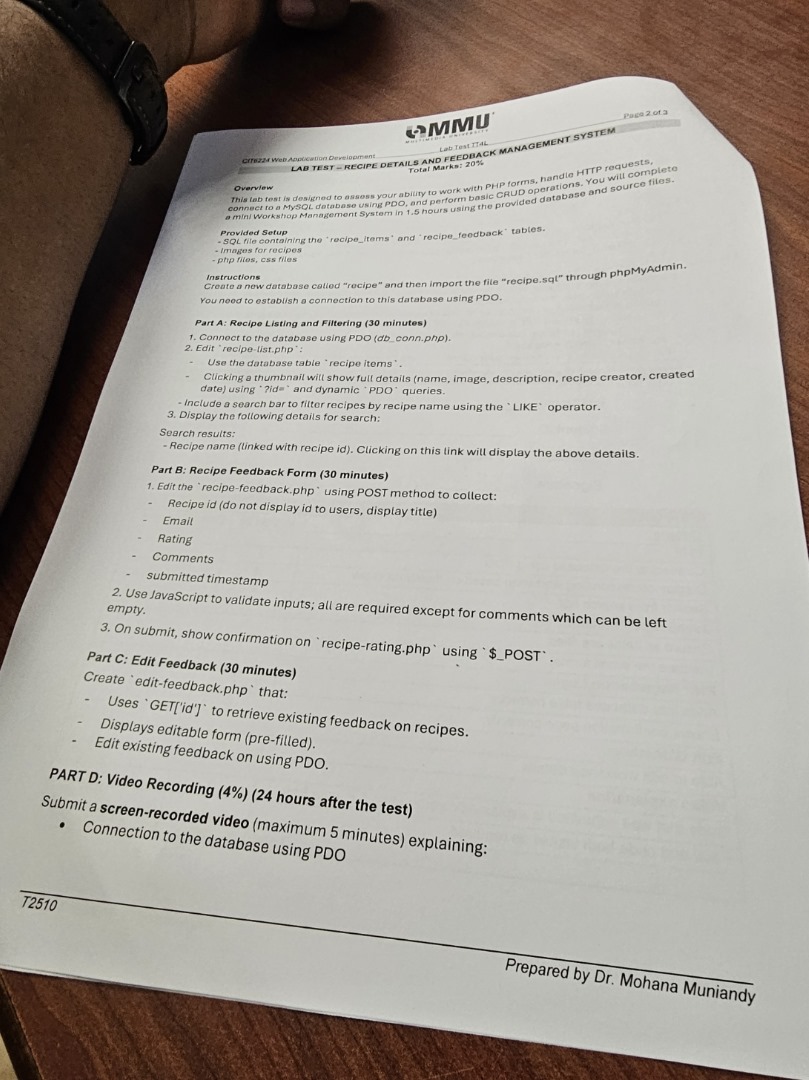 MMU
MULTIMEDIA UNIVERSITY
Page 2 of 3
CIT6224 Web Application Development
Lab Test TT4L
LAB TEST – RECIPE DETAILS AND FEEDBACK MANAGEMENT SYSTEM
Total Marks: 20%
Overview
This lab test is designed to assess your ability to work with PHP forms, handle HTTP requests,
connect to a MySQL database using PDO, and perform basic CRUD operations. You will complete
a mini Workshop Management System in 1.5 hours using the provided database and source files.
Provided Setup
- SQL file containing the `recipe_items` and `recipe_feedback` tables.
- Images for recipes
- php files, css files
Instructions
Create a new database called "recipe" and then import the file "recipe.sql" through phpMyAdmin.
You need to establish a connection to this database using PDO.
Part A: Recipe Listing and Filtering (30 minutes)
1. Connect to the database using PDO (db_conn.php).
2. Edit `recipe-list.php`:
- Use the database table `recipe items`.
- Clicking a thumbnail will show full details (name, image, description, recipe creator, created
date) using `?id=` and dynamic `PDO` queries.
- Include a search bar to filter recipes by recipe name using the `LIKE` operator.
3. Display the following details for search:
Search results:
- Recipe name (linked with recipe id). Clicking on this link will display the above details.
Part B: Recipe Feedback Form (30 minutes)
1. Edit the `recipe-feedback.php` using POST method to collect:
- Recipe id (do not display id to users, display title)
- Email
- Rating
- Comments
- submitted timestamp
2. Use JavaScript to validate inputs; all are required except for comments which can be left
empty.
3. On submit, show confirmation on `recipe-rating.php` using `$_POST`.
Part C: Edit Feedback (30 minutes)
Create `edit-feedback.php` that:
- Uses `GET['id']` to retrieve existing feedback on recipes.
- Displays editable form (pre-filled).
- Edit existing feedback on using PDO.
PART D: Video Recording (4%) (24 hours after the test)
Submit a screen-recorded video (maximum 5 minutes) explaining:
• Connection to the database using PDO
T2510
Prepared by Dr. Mohana Muniandy